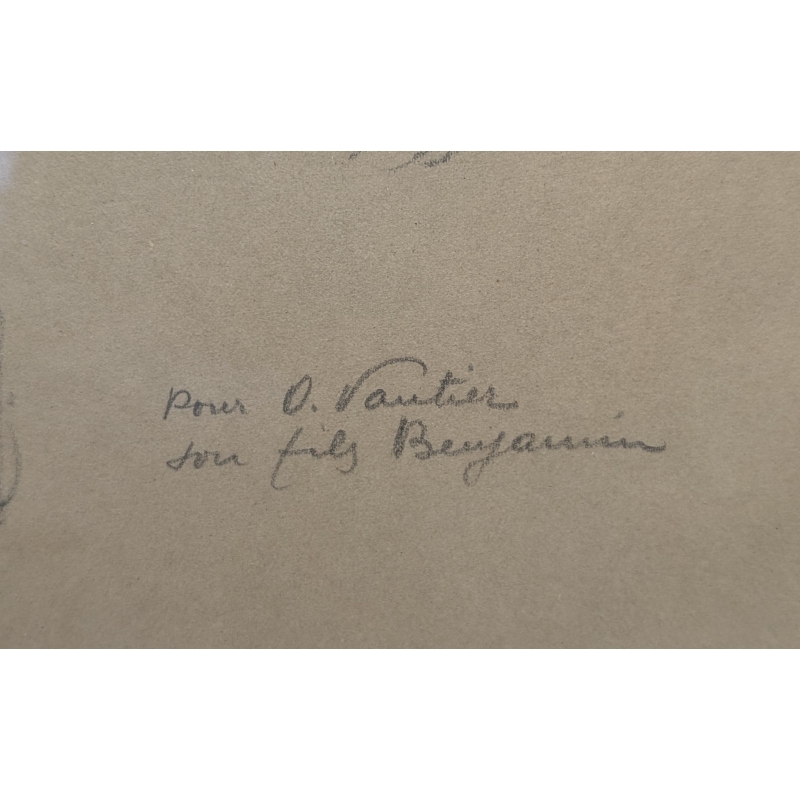 pour O. Vautier
son fils Benjamin